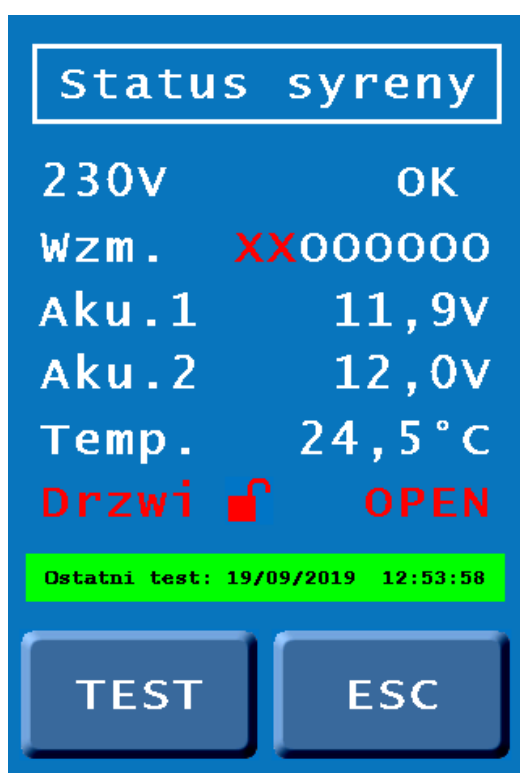 Status syreny
230V OK
Wzm. XXOOOOOO
Aku.1 11,9V
Aku.2 12,0V
Temp. 24,5°C
Drzwi OPEN
Ostatni test: 19/09/2019 12:53:58
TEST ESC